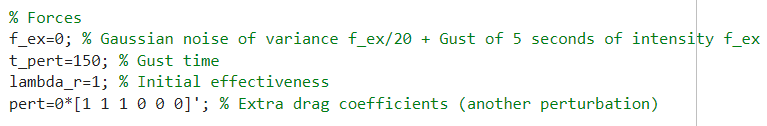 % Forces
f_ex=0; % Gaussian noise of variance f_ex/20 + Gust of 5 seconds of intensity f_ex
t_pert=150; % Gust time
lambda_r=1; % Initial effectiveness
pert=0*[1 1 1 0 0 0]'; % Extra drag coefficients (another perturbation)